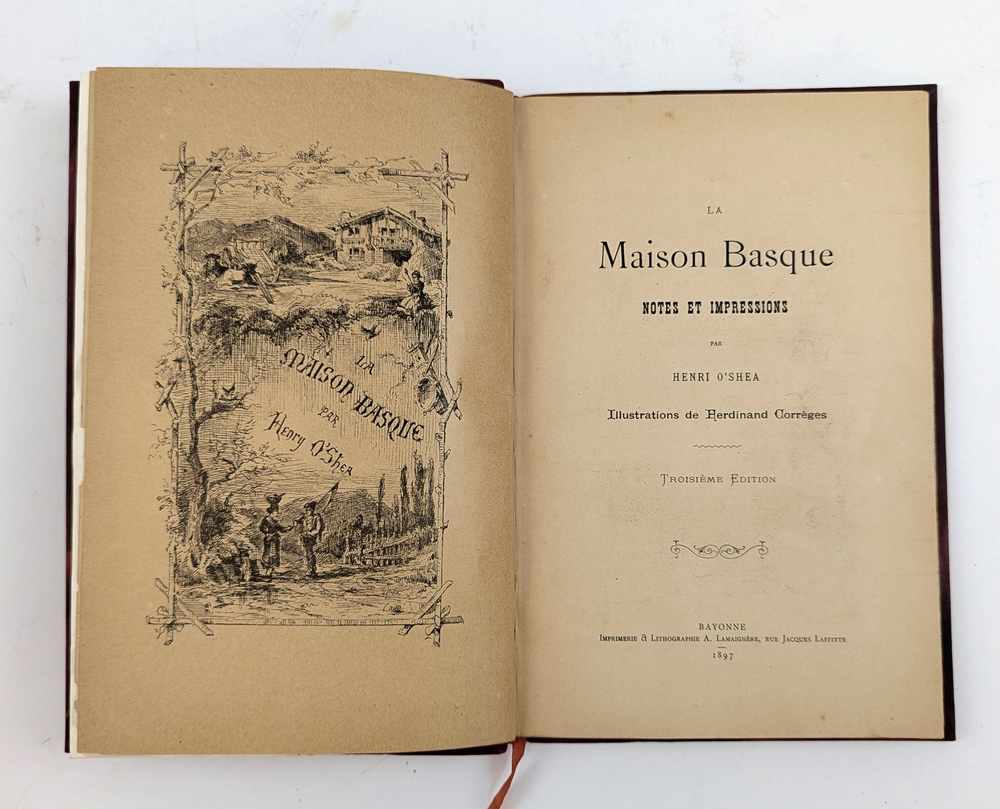 LA
MAISON BASQUE
PAR
Henry O'Shea
LA
Maison Basque
NOTES ET IMPRESSIONS
PAR
HENRI O'SHEA
Illustrations de Ferdinand Corrèges
TROISIÈME EDITION
BAYONNE
IMPRIMERIE & LITHOGRAPHIE A. LAMAIGNÈRE, RUE JACQUES LAFFITTE
1897